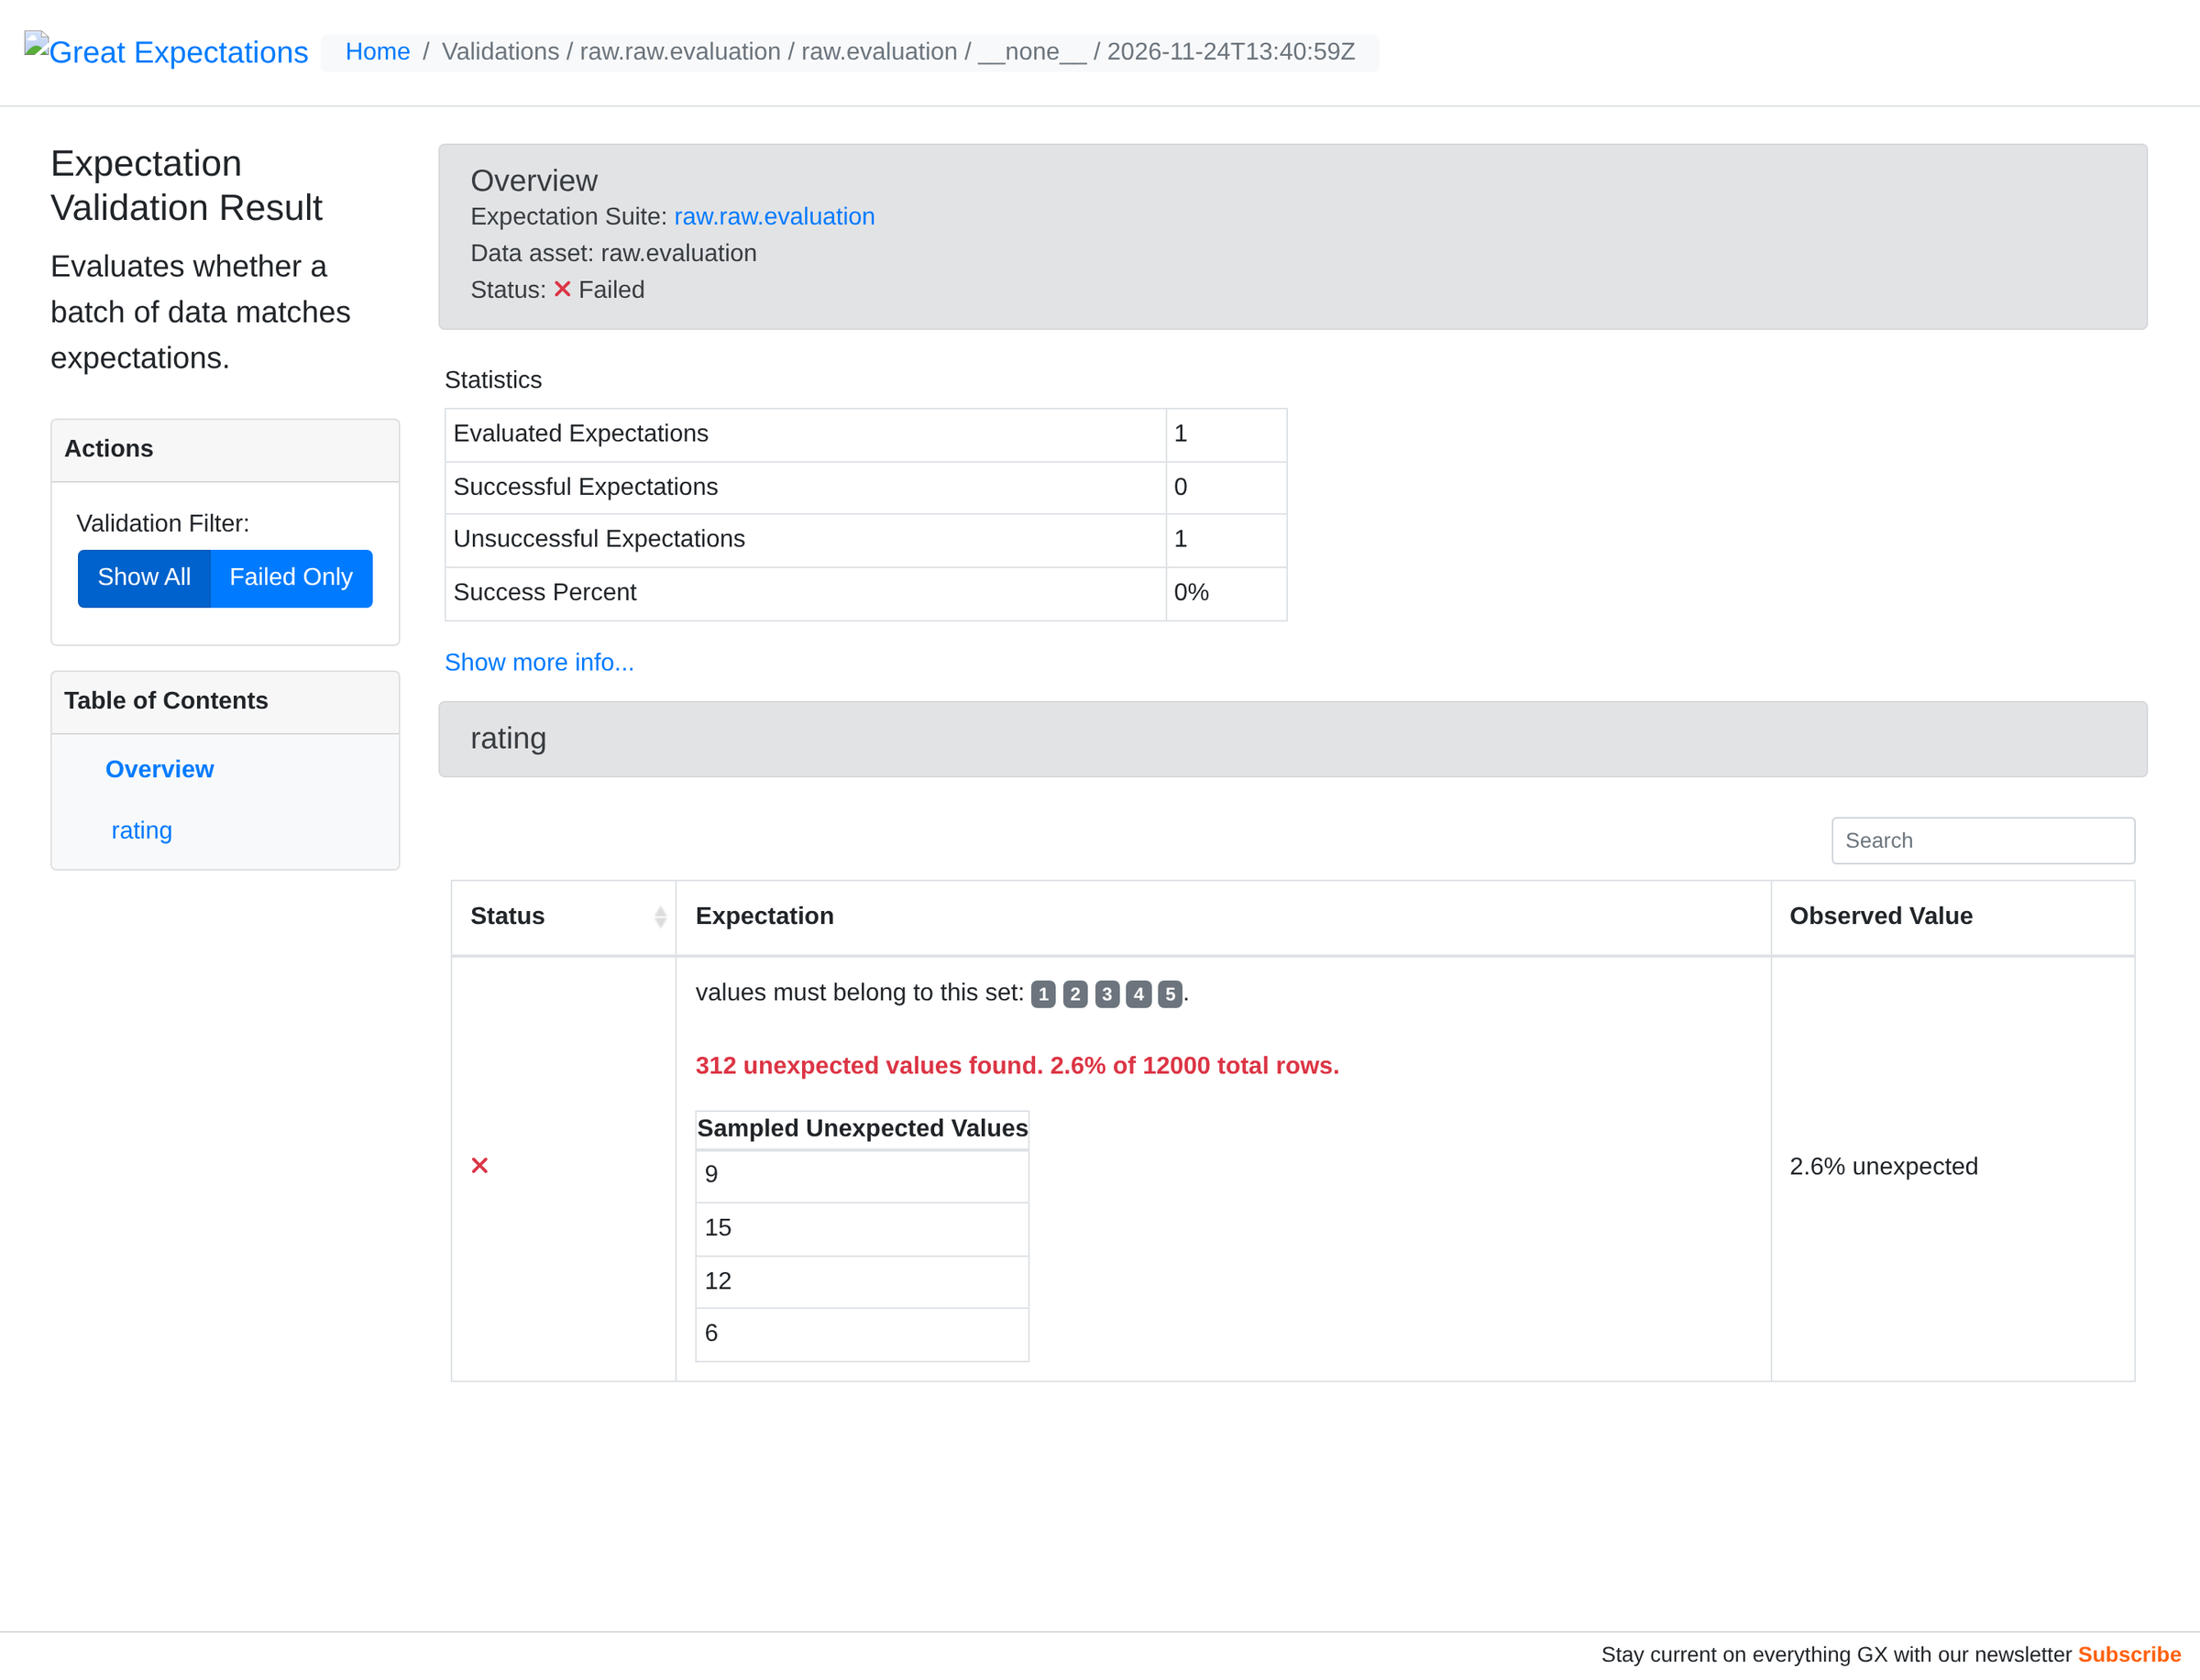 Great Expectations
Home / Validations / raw.raw.evaluation / raw.evaluation / __none__ / 2026-11-24T13:40:59Z
Expectation
Validation Result
Evaluates whether a
batch of data matches
expectations.
Actions
Validation Filter:
Show All Failed Only
Table of Contents
Overview
rating
Overview
Expectation Suite: raw.raw.evaluation
Data asset: raw.evaluation
Status: ✕ Failed
Statistics
Evaluated Expectations 1
Successful Expectations 0
Unsuccessful Expectations 1
Success Percent 0%
Show more info...
rating
Search
Status Expectation Observed Value
values must belong to this set: 1 2 3 4 5.
312 unexpected values found. 2.6% of 12000 total rows.
Sampled Unexpected Values
9
15
12
6
✕ 2.6% unexpected
Stay current on everything GX with our newsletter Subscribe